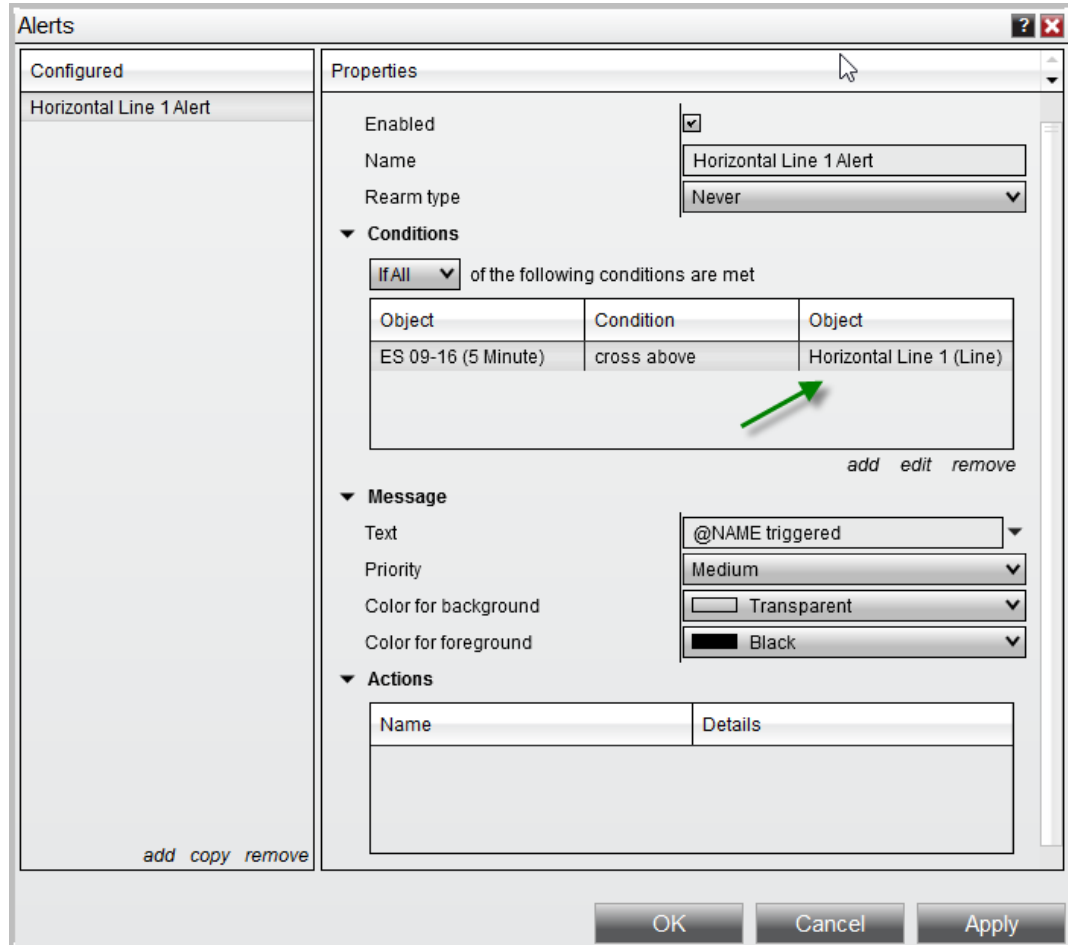 Alerts
?
Configured
Horizontal Line 1 Alert
add copy remove
Properties
Enabled
Name Horizontal Line 1 Alert
Rearm type Never
Conditions
If All of the following conditions are met
Object Condition Object
ES 09-16 (5 Minute) cross above Horizontal Line 1 (Line)
add edit remove
Message
Text @NAME triggered
Priority Medium
Color for background Transparent
Color for foreground Black
Actions
Name Details
OK Cancel Apply